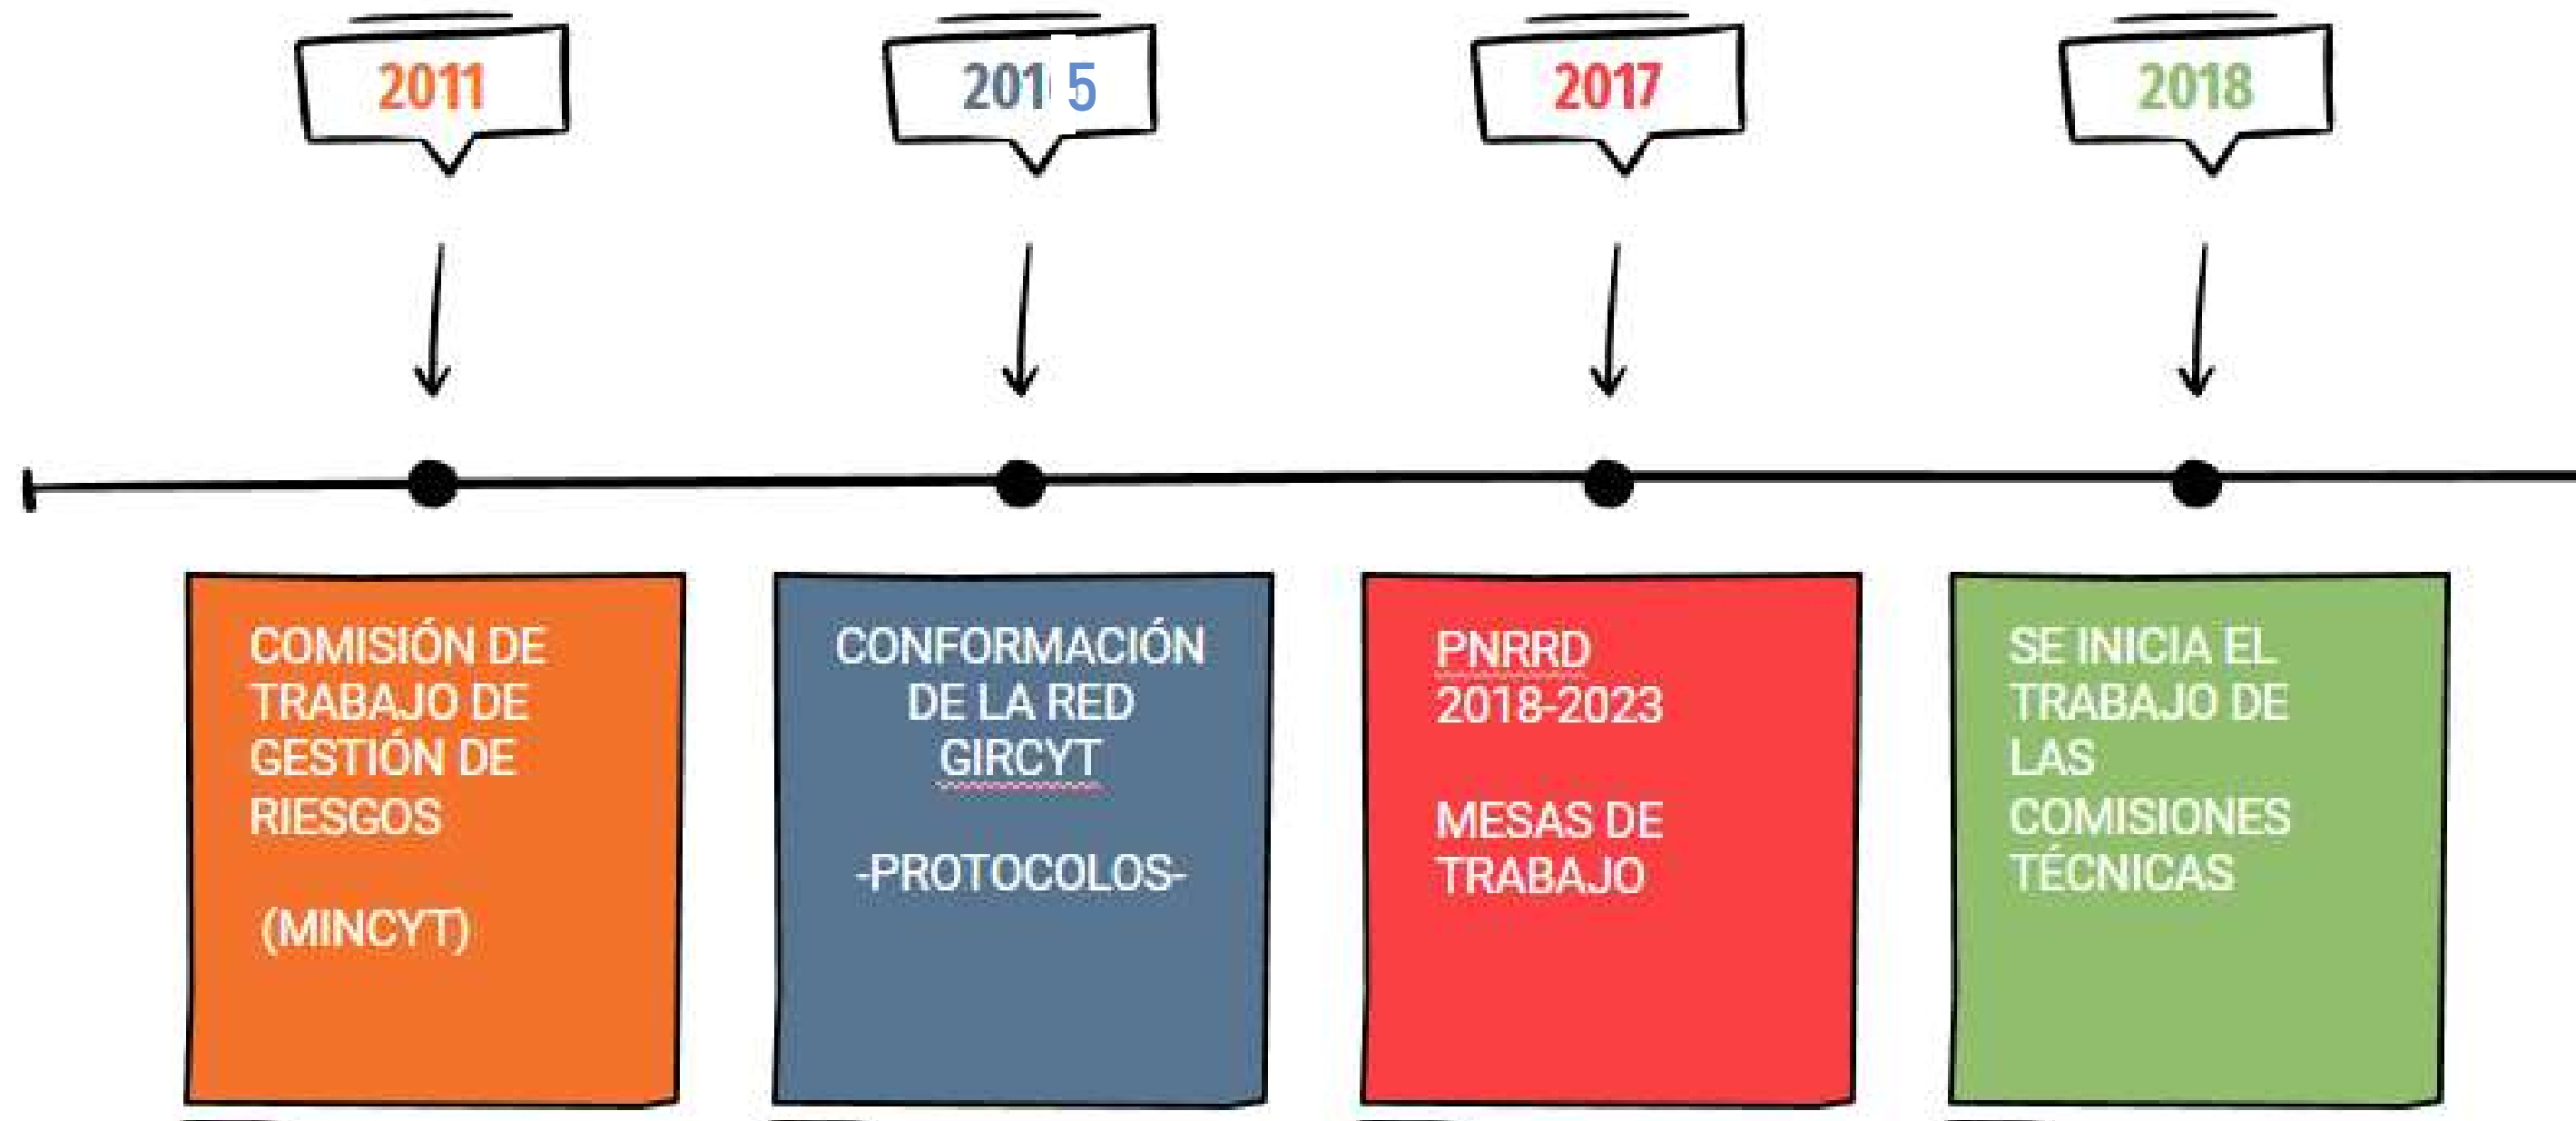 2011
2015
2017
2018
COMISIÓN DE
TRABAJO DE
GESTIÓN DE
RIESGOS
(MINCYT)
CONFORMACIÓN
DE LA RED
GIRCYT
-PROTOCOLOS-
PNRRD
2018-2023
MESAS DE
TRABAJO
SE INICIA EL
TRABAJO DE
LAS
COMISIONES
TÉCNICAS